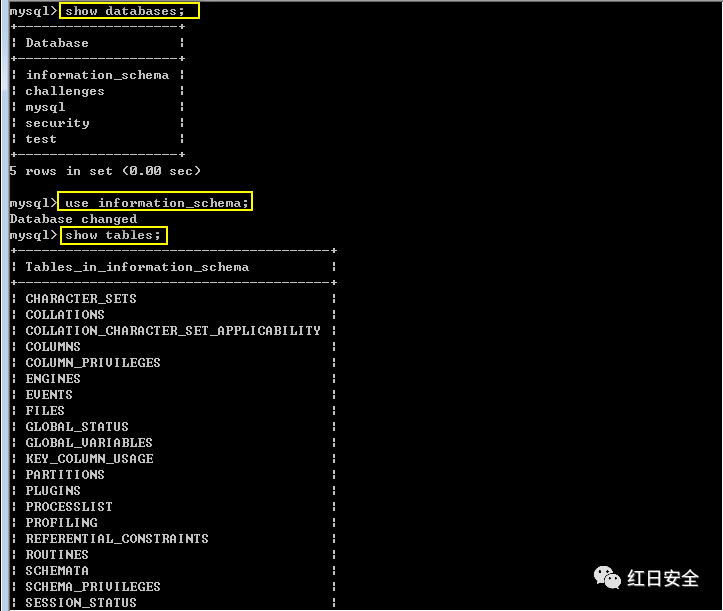 mysql> show databases;
+--------------------+
| Database           |
+--------------------+
| information_schema |
| challenges         |
| mysql              |
| security           |
| test               |
+--------------------+
5 rows in set (0.00 sec)
mysql> use information_schema;
Database changed
mysql> show tables;
+---------------------------------------+
| Tables_in_information_schema          |
+---------------------------------------+
| CHARACTER_SETS                        |
| COLLATIONS                            |
| COLLATION_CHARACTER_SET_APPLICABILITY |
| COLUMNS                               |
| COLUMN_PRIVILEGES                     |
| ENGINES                               |
| EVENTS                                |
| FILES                                 |
| GLOBAL_STATUS                         |
| GLOBAL_VARIABLES                      |
| KEY_COLUMN_USAGE                      |
| PARTITIONS                            |
| PLUGINS                               |
| PROCESSLIST                           |
| PROFILING                             |
| REFERENTIAL_CONSTRAINTS               |
| ROUTINES                              |
| SCHEMATA                              |
| SCHEMA_PRIVILEGES                     |
| SESSION_STATUS                        |
红日安全